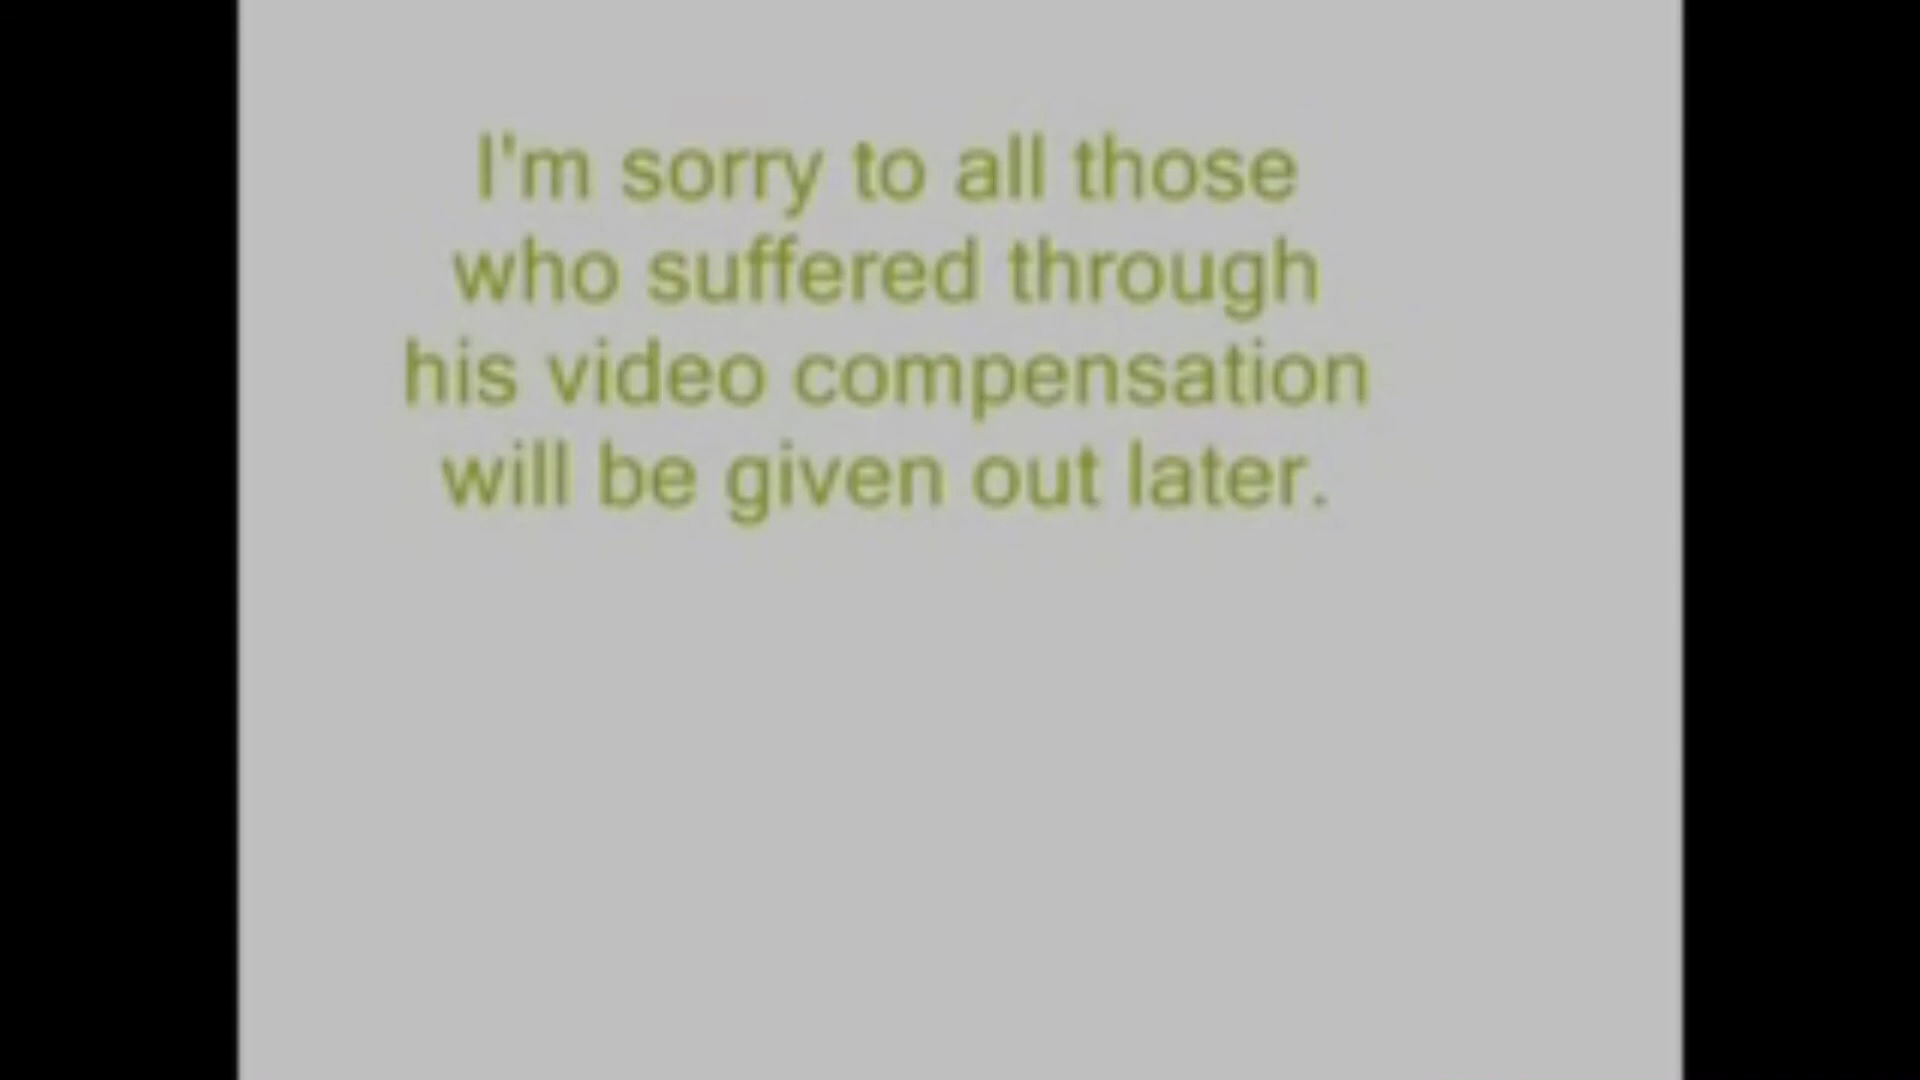 I'm sorry to all those
who suffered through
his video compensation
will be given out later.